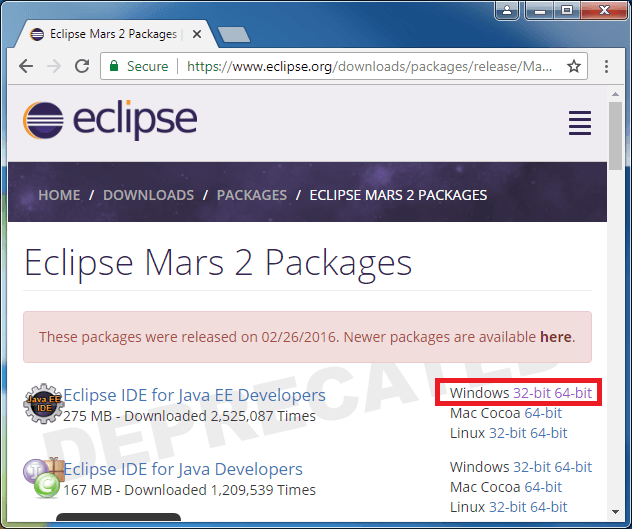 Eclipse Mars 2 Packages |
Secure https://www.eclipse.org/downloads/packages/release/Ma...
eclipse
HOME / DOWNLOADS / PACKAGES / ECLIPSE MARS 2 PACKAGES
Eclipse Mars 2 Packages
These packages were released on 02/26/2016. Newer packages are available here.
DEPRECATED
Java EE
IDE
Eclipse IDE for Java EE Developers
275 MB - Downloaded 2,525,087 Times
Windows 32-bit 64-bit
Mac Cocoa 64-bit
Linux 32-bit 64-bit
J
C
Eclipse IDE for Java Developers
167 MB - Downloaded 1,209,539 Times
Windows 32-bit 64-bit
Mac Cocoa 64-bit
Linux 32-bit 64-bit